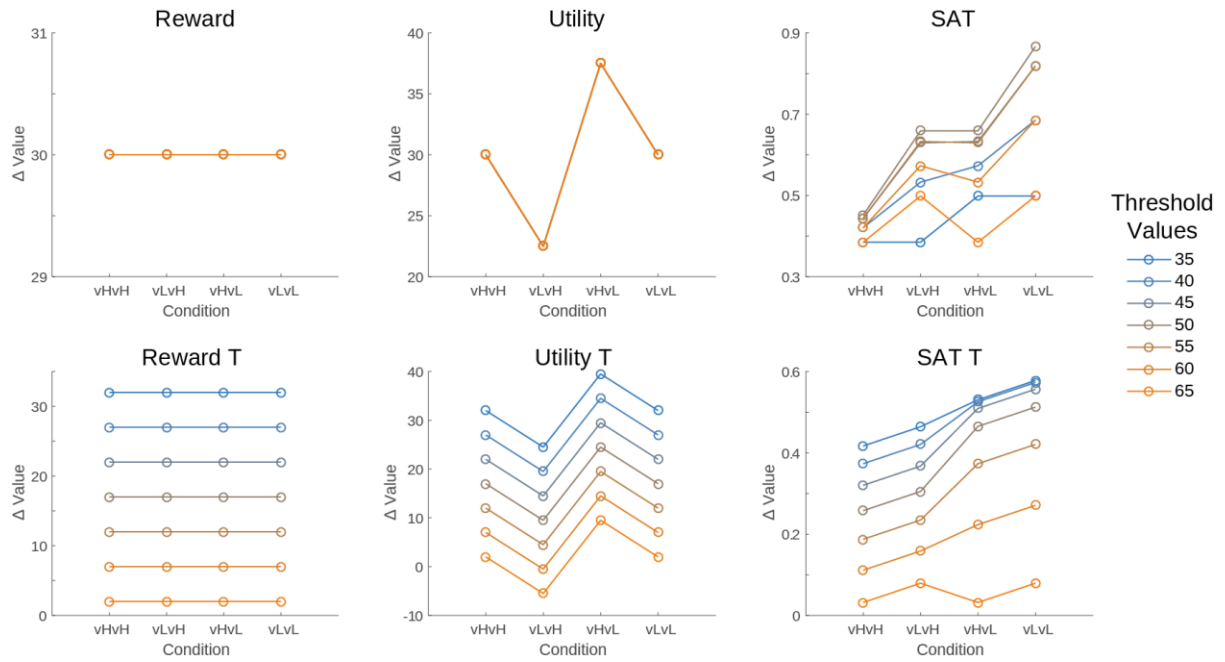 Reward
31
30
29
Δ Value
vHvH vLvH vHvL vLvL
Condition
Utility
40
35
30
25
20
Δ Value
vHvH vLvH vHvL vLvL
Condition
SAT
0.9
0.7
0.5
0.3
Δ Value
vHvH vLvH vHvL vLvL
Condition
Threshold
Values
35
40
45
50
55
60
65
Reward T
30
20
10
0
Δ Value
vHvH vLvH vHvL vLvL
Condition
Utility T
40
30
20
10
0
-10
Δ Value
vHvH vLvH vHvL vLvL
Condition
SAT T
0.6
0.4
0.2
0
Δ Value
vHvH vLvH vHvL vLvL
Condition